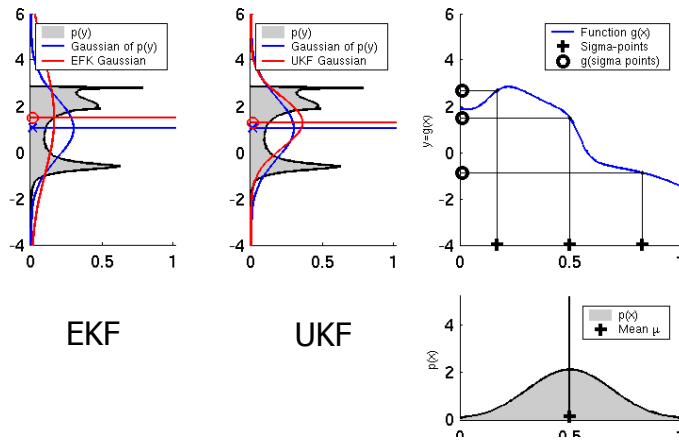 6
p(y)
Gaussian of p(y)
EFK Gaussian
4
2
0
-2
-4
0
0.5
1
6
p(y)
Gaussian of p(y)
UKF Gaussian
4
2
0
-2
-4
0
0.5
1
6
Function g(x)
Sigma-points
g(sigma points)
4
2
y=g(x)
0
-2
-4
0
0.5
1
EKF
UKF
p(x)
Mean μ
4
p(x)
2
0
0
0.5
1